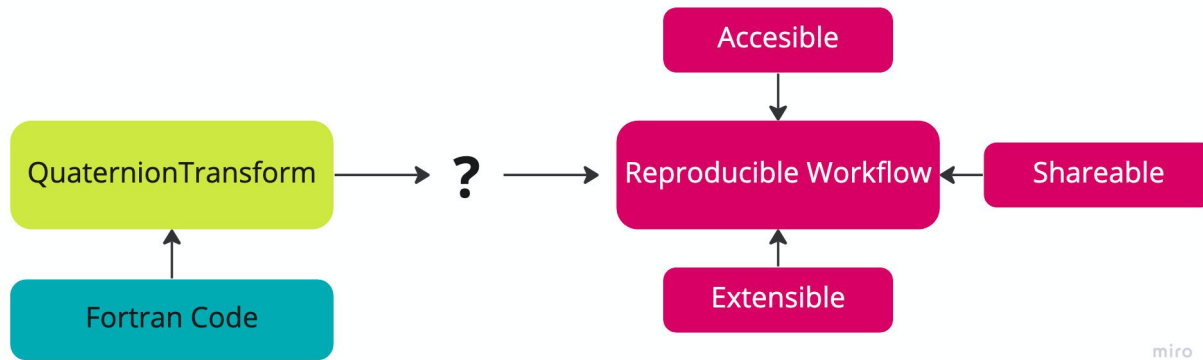 Accesible
QuaternionTransform
?
Reproducible Workflow
Shareable
Fortran Code
Extensible
miro